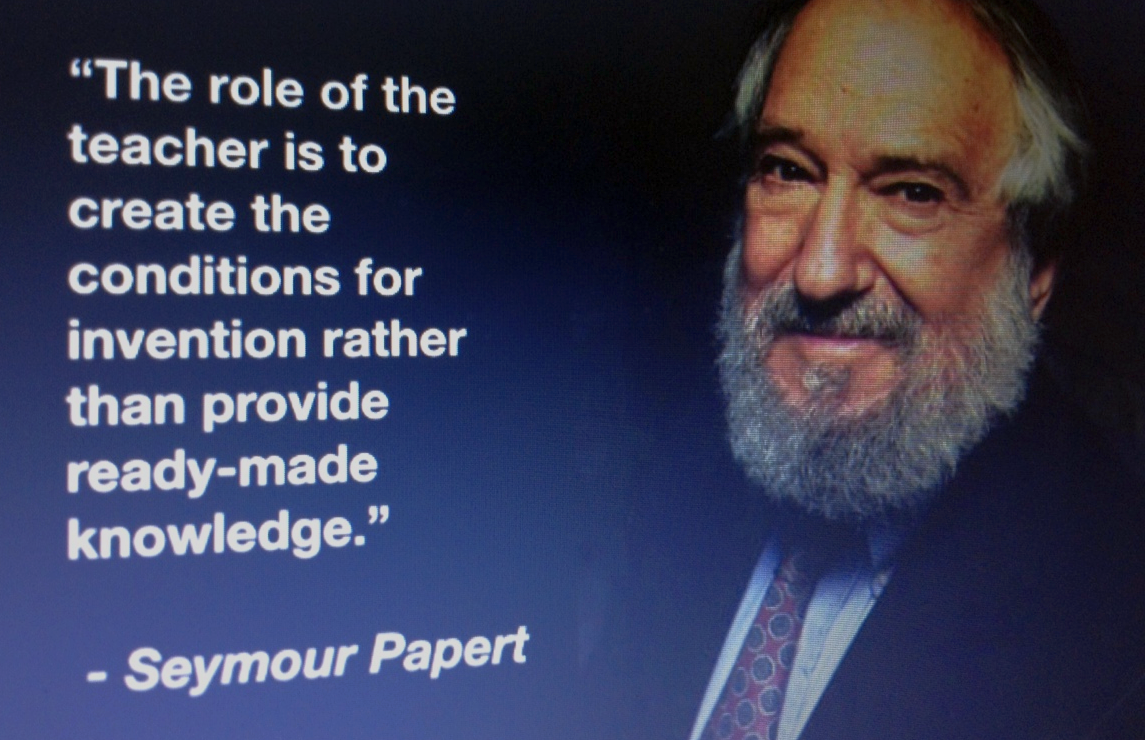 “The role of the
teacher is to
create the
conditions for
invention rather
than provide
ready-made
knowledge.”
- Seymour Papert